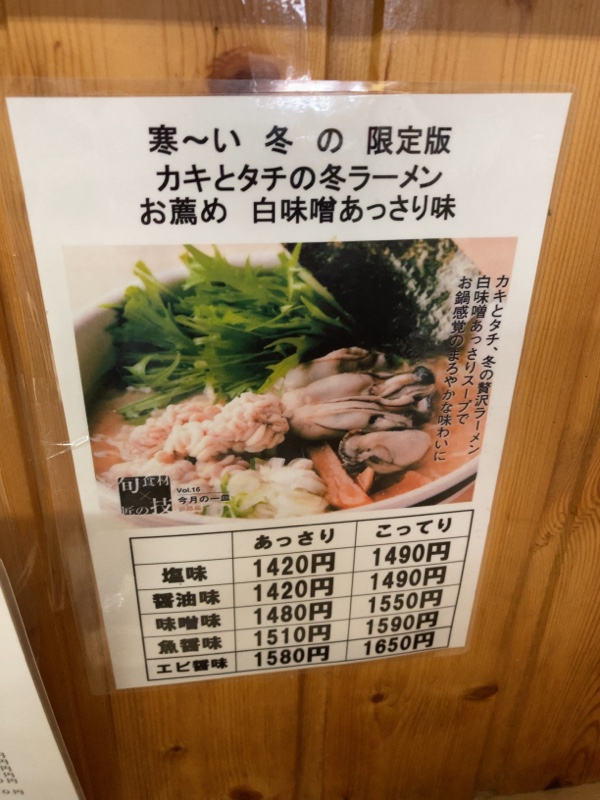 寒～い 冬 の 限定版
カキとタチの冬ラーメン
お薦め 白味噌あっさり味
カキとタチ、冬の贅沢ラーメン
白味噌あっさりスープで
お鍋感覚のまろやかな味わいに
旬食材
×
匠の技
Vol.16
今月の一皿
あっさり こってり
塩味 1420円 1490円
醤油味 1420円 1490円
味噌味 1480円 1550円
魚醤味 1510円 1590円
エビ醤味 1580円 1650円